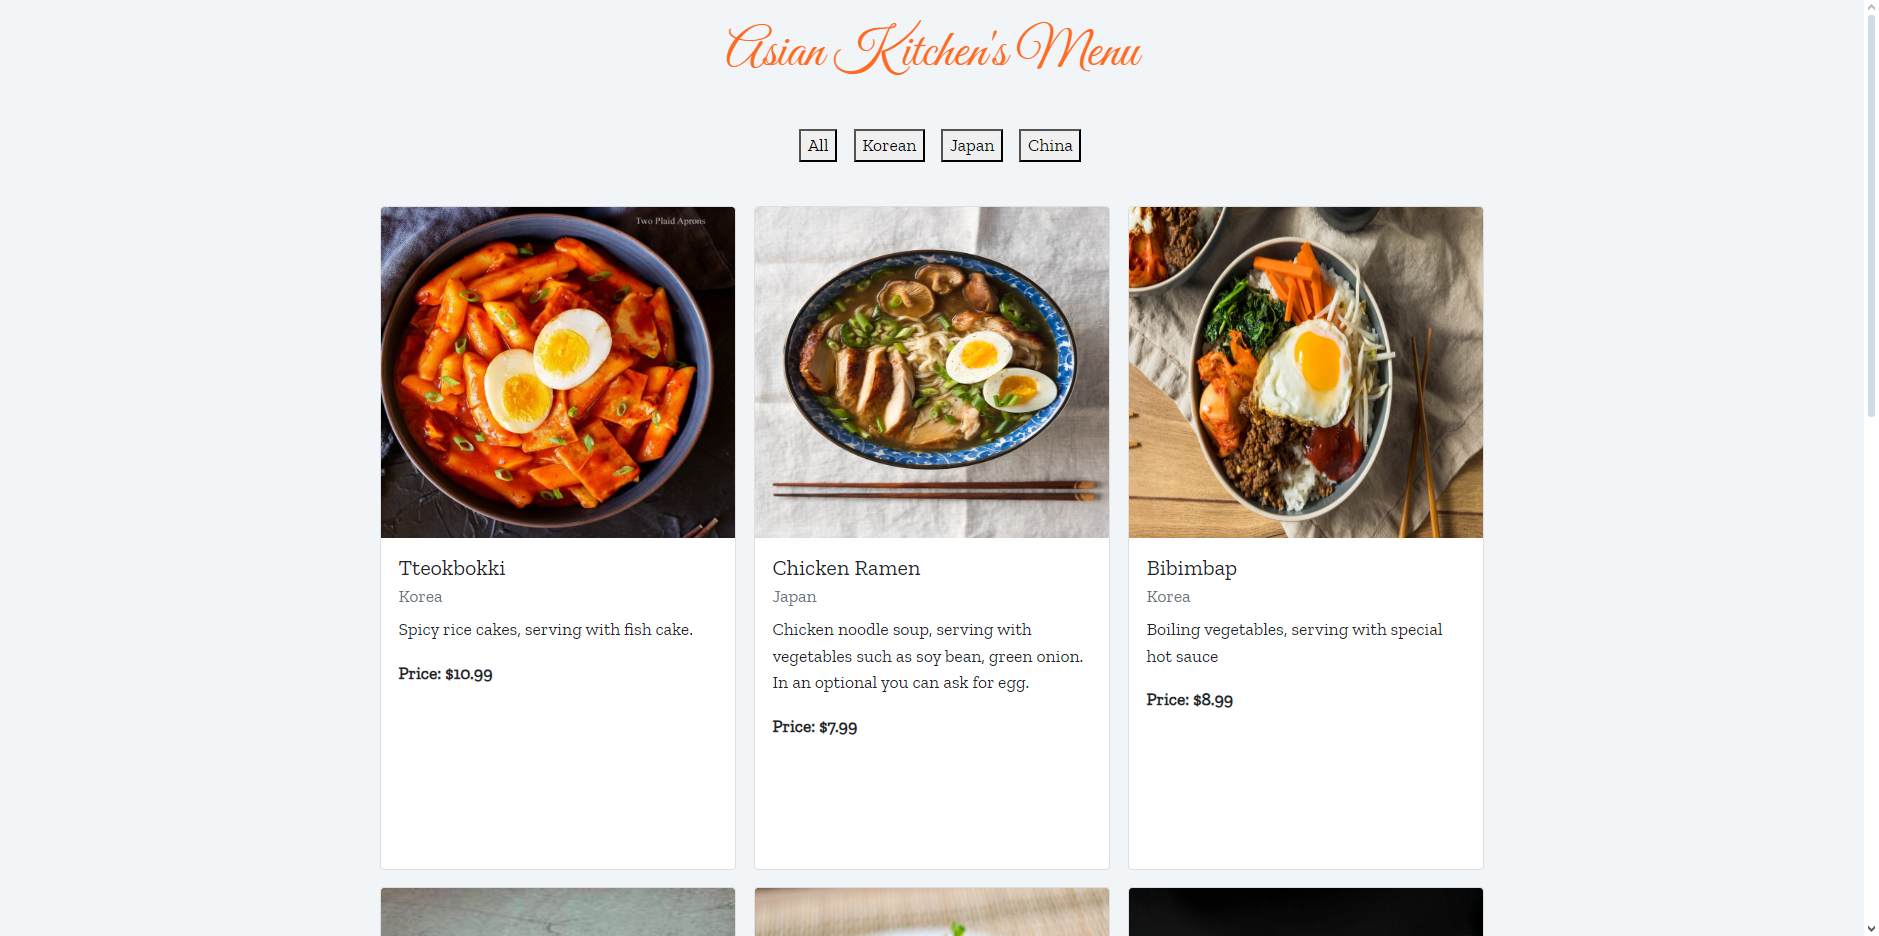 Asian Kitchen's Menu
All Korean Japan China
Two Plaid Aprons
Tteokbokki
Korea
Spicy rice cakes, serving with fish cake.
Price: $10.99
Chicken Ramen
Japan
Chicken noodle soup, serving with
vegetables such as soy bean, green onion.
In an optional you can ask for egg.
Price: $7.99
Bibimbap
Korea
Boiling vegetables, serving with special
hot sauce
Price: $8.99